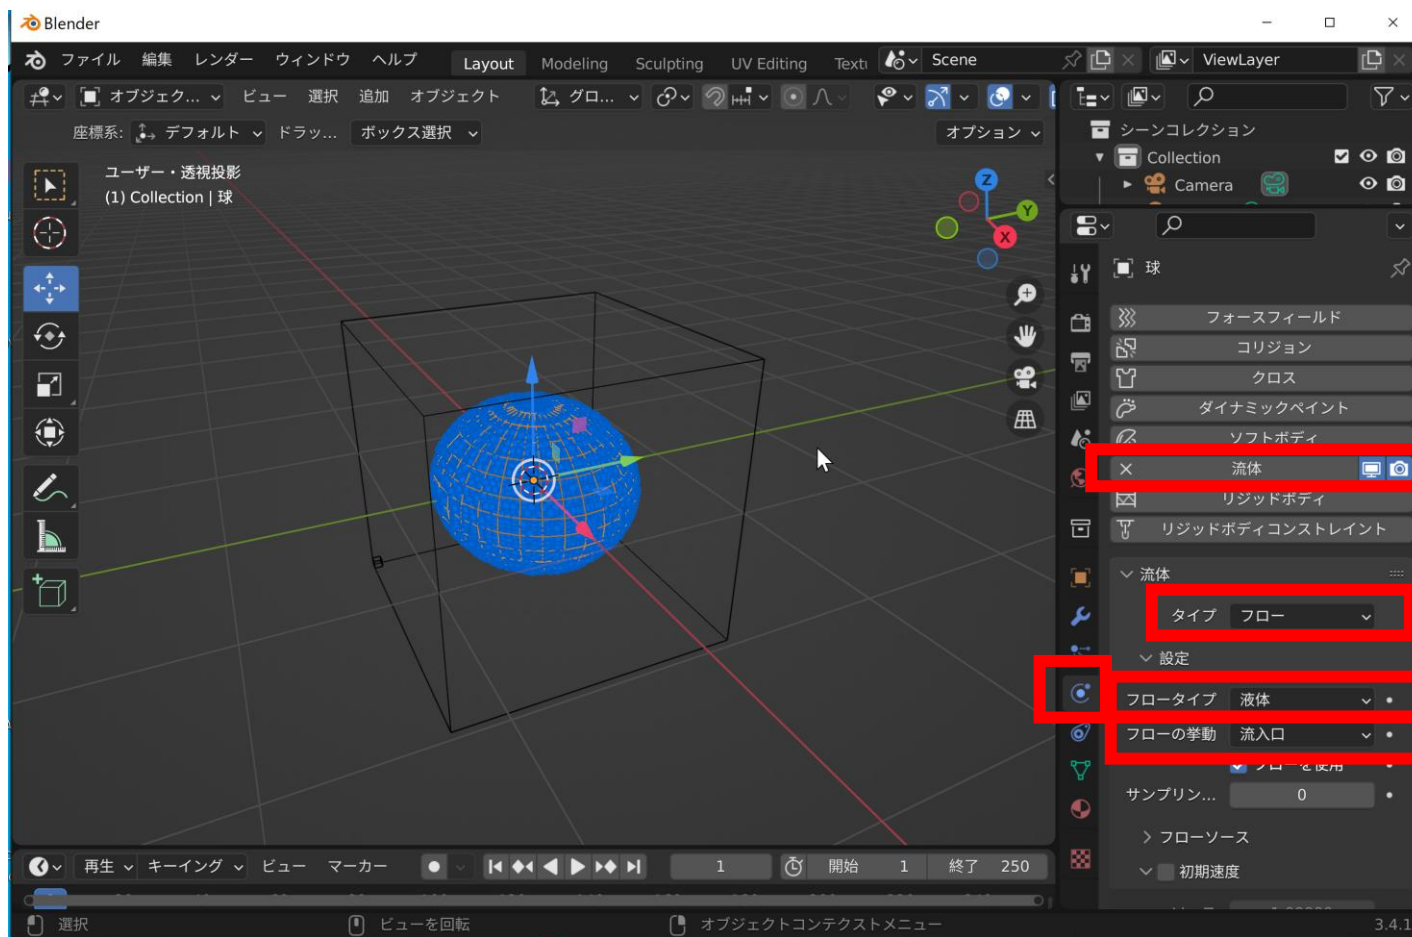 Blender
ファイル 編集 レンダー ウィンドウ ヘルプ Layout Modeling Sculpting UV Editing Scene ViewLayer
オブジェク... ビュー 選択 追加 オブジェクト グロ...
座標系: デフォルト ドラッ... ボックス選択 オプション
ユーザー・透視投影
(1) Collection | 球
Z
Y
X
シーンコレクション
Collection
Camera
球
フォースフィールド
コリジョン
クロス
ダイナミックペイント
ソフトボディ
流体
リジッドボディ
リジッドボディコンストレイント
流体
タイプ フロー
設定
フロータイプ 液体
フローの挙動 流入口
フローを使用
サンプリン... 0
フローソース
初期速度
再生 キーイング ビュー マーカー 1 開始 1 終了 250
選択 ビューを回転 オブジェクトコンテクストメニュー 3.4.1